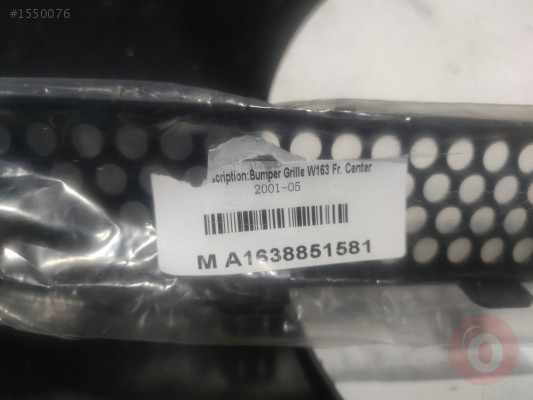 #1550076
scription:Bumper Grille W163 Fr. Center
2001-05
M A1638851581